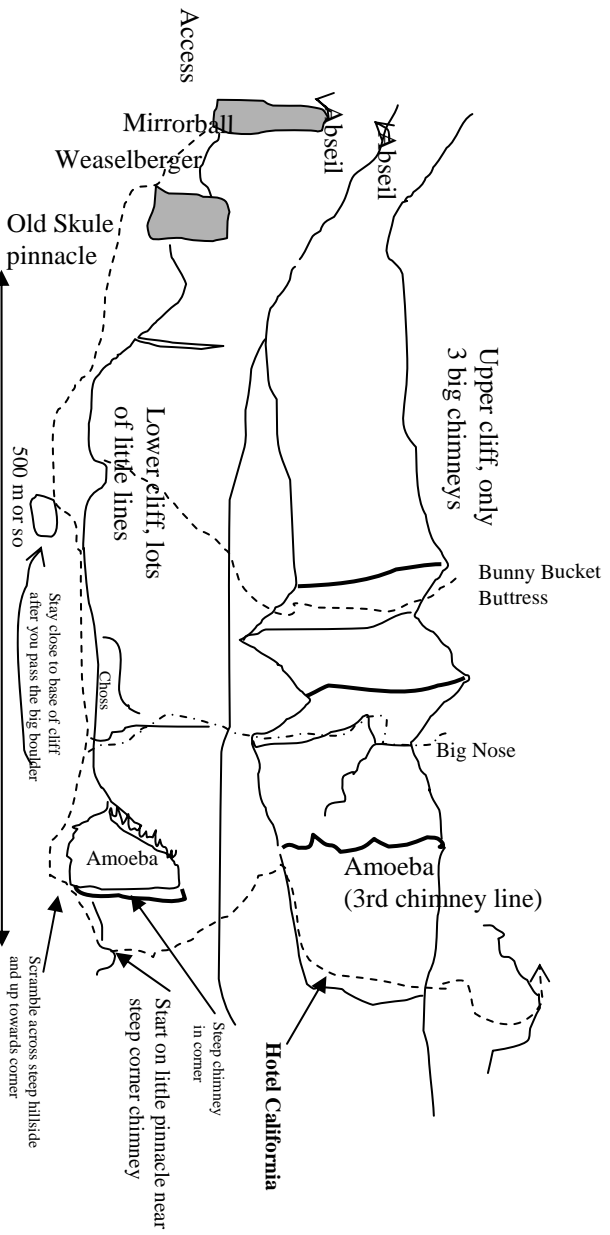 Access
Mirrorball
Weaselberger
Old Skule
pinnacle
Abseil
Abseil
Upper cliff, only
3 big chimneys
Bunny Bucket
Buttress
Lower cliff, lots
of little lines
500 m or so
Stay close to base of cliff
after you pass the big boulder
Choss
Big Nose
Amoeba
Amoeba
(3rd chimney line)
Hotel California
Steep chimney
in corner
Start on little pinnacle near
steep corner chimney
Scramble across steep hillside
and up towards corner